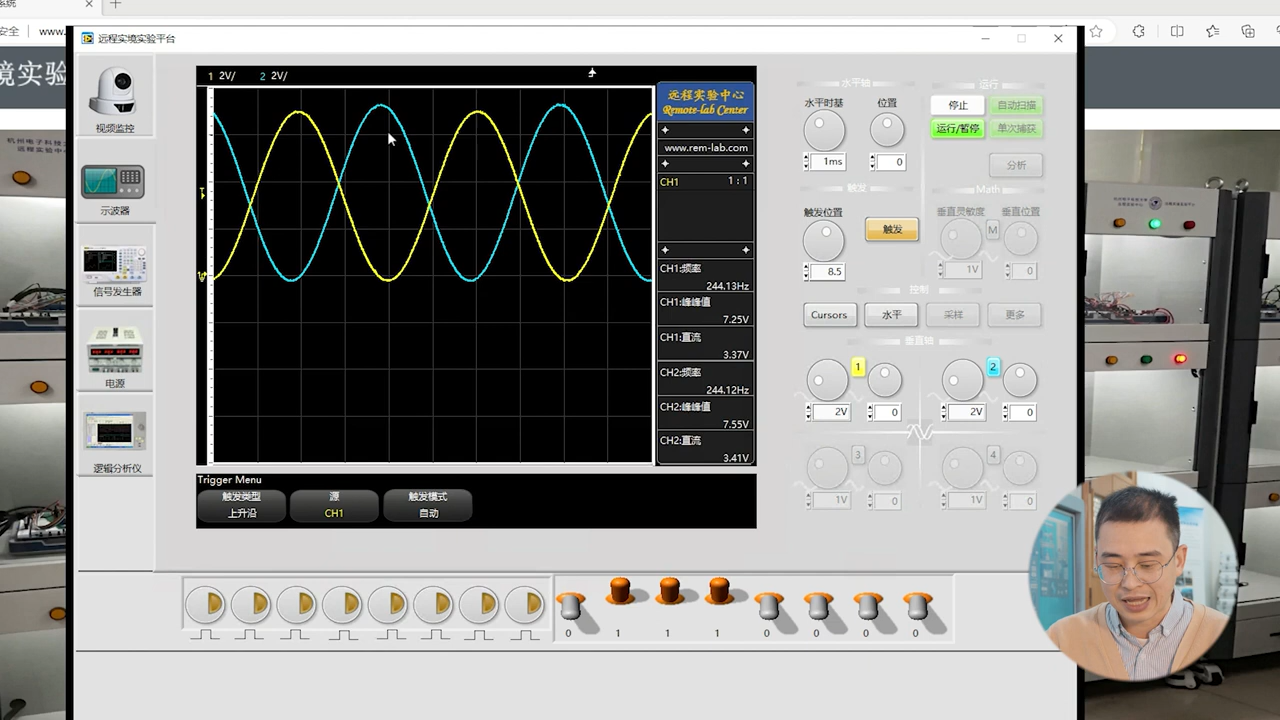 系统
安全 www.
境实验
远程实境实验平台
视频监控
示波器
信号发生器
电源
逻辑分析仪
1 2V/ 2 2V/
远程实验中心
Remote-lab Center
www.rem-lab.com
CH1 1 : 1
CH1:频率
244.13Hz
CH1:峰峰值
7.25V
CH1:直流
3.37V
CH2:频率
244.12Hz
CH2:峰峰值
7.55V
CH2:直流
3.41V
Trigger Menu
触发类型
上升沿
源
CH1
触发模式
自动
水平轴
水平时基 位置
1ms 0
运行
停止 自动扫描
运行/暂停 单次捕获
分析
触发
触发位置
触发
8.5
Math
垂直灵敏度 垂直位置
M
1V 0
控制
Cursors 水平 采样 更多
垂直轴
1 2
2V 0 2V 0
3 4
1V 0 1V 0
0 1 1 1 0 0 0 0